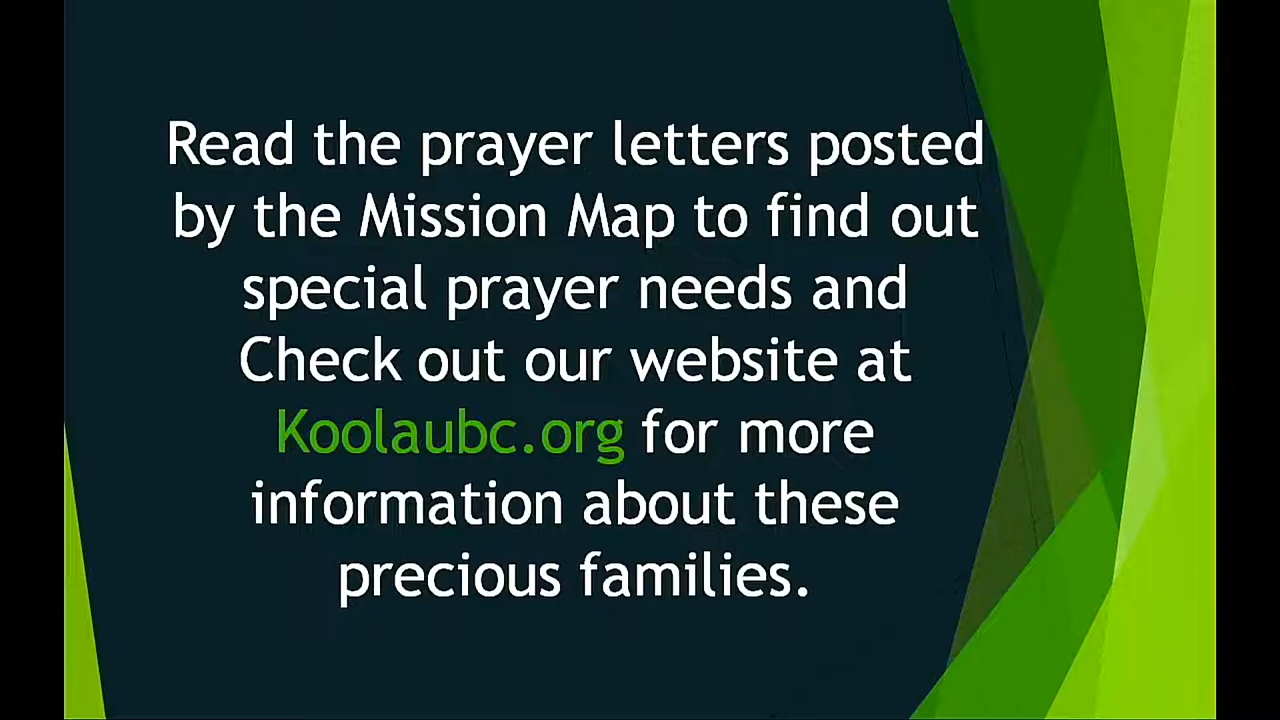 Read the prayer letters posted
by the Mission Map to find out
special prayer needs and
Check out our website at
Koolaubc.org for more
information about these
precious families.